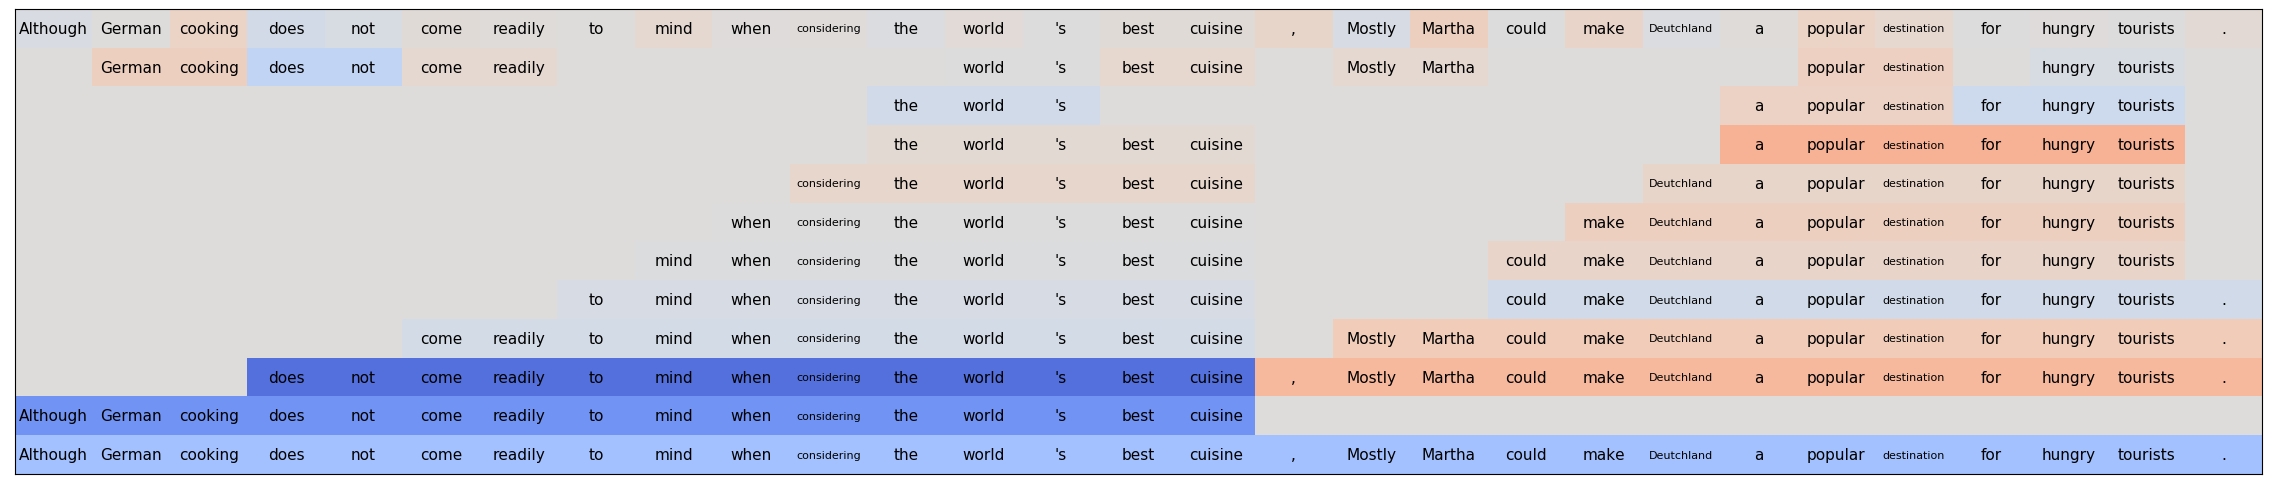 Although German cooking does not come readily to mind when considering the world 's best cuisine , Mostly Martha could make Deutchland a popular destination for hungry tourists .
German cooking does not come readily world 's best cuisine Mostly Martha popular destination hungry tourists
the world 's a popular destination for hungry tourists
the world 's best cuisine a popular destination for hungry tourists
considering the world 's best cuisine Deutchland a popular destination for hungry tourists
when considering the world 's best cuisine make Deutchland a popular destination for hungry tourists
mind when considering the world 's best cuisine could make Deutchland a popular destination for hungry tourists
to mind when considering the world 's best cuisine could make Deutchland a popular destination for hungry tourists .
come readily to mind when considering the world 's best cuisine Mostly Martha could make Deutchland a popular destination for hungry tourists .
does not come readily to mind when considering the world 's best cuisine , Mostly Martha could make Deutchland a popular destination for hungry tourists .
Although German cooking does not come readily to mind when considering the world 's best cuisine
Although German cooking does not come readily to mind when considering the world 's best cuisine , Mostly Martha could make Deutchland a popular destination for hungry tourists .